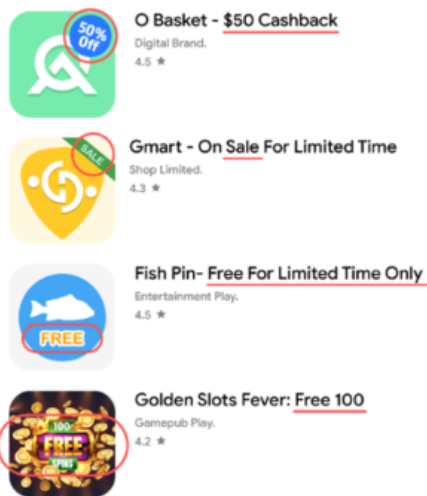 50%
Off
O Basket - $50 Cashback
Digital Brand.
4.5 ★
SALE
Gmart - On Sale For Limited Time
Shop Limited.
4.3 ★
FREE
Fish Pin- Free For Limited Time Only
Entertainment Play.
4.5 ★
100
FREE
SPINS
Golden Slots Fever: Free 100
Gamepub Play.
4.2 ★